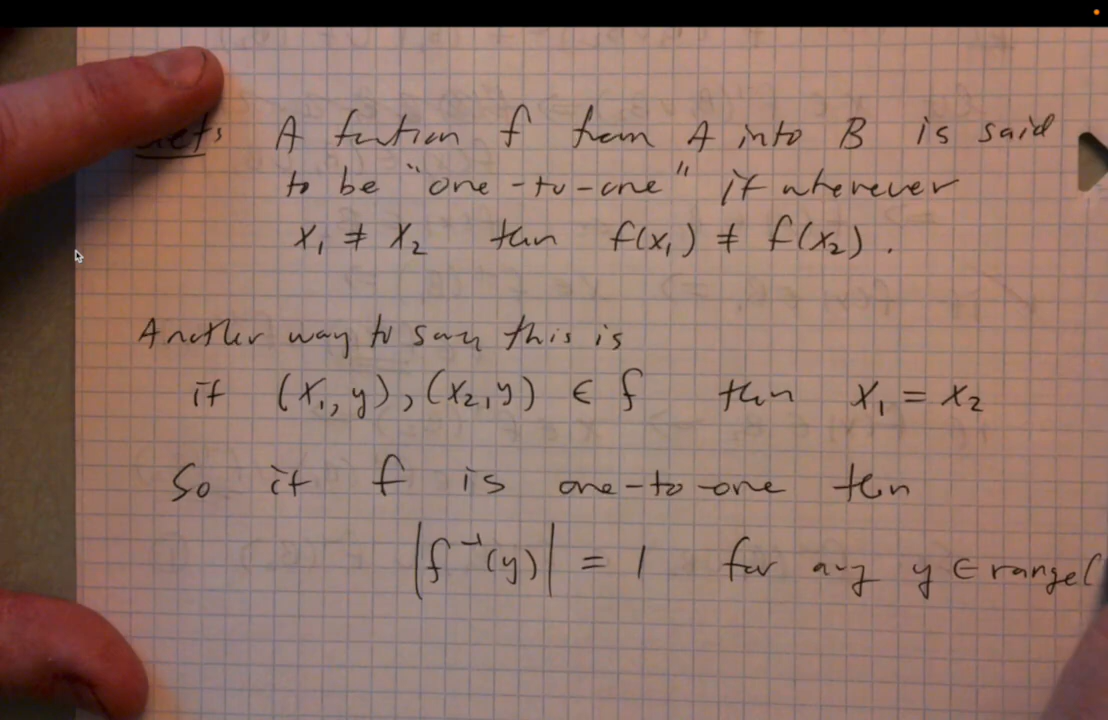 Def: A function f from A into B is said
to be "one-to-one" if whenever
x₁ ≠ x₂ then f(x₁) ≠ f(x₂).
Another way to say this is
if (x₁, y), (x₂, y) ∈ f then x₁ = x₂
So if f is one-to-one then
|f⁻¹(y)| = 1 for any y ∈ range(